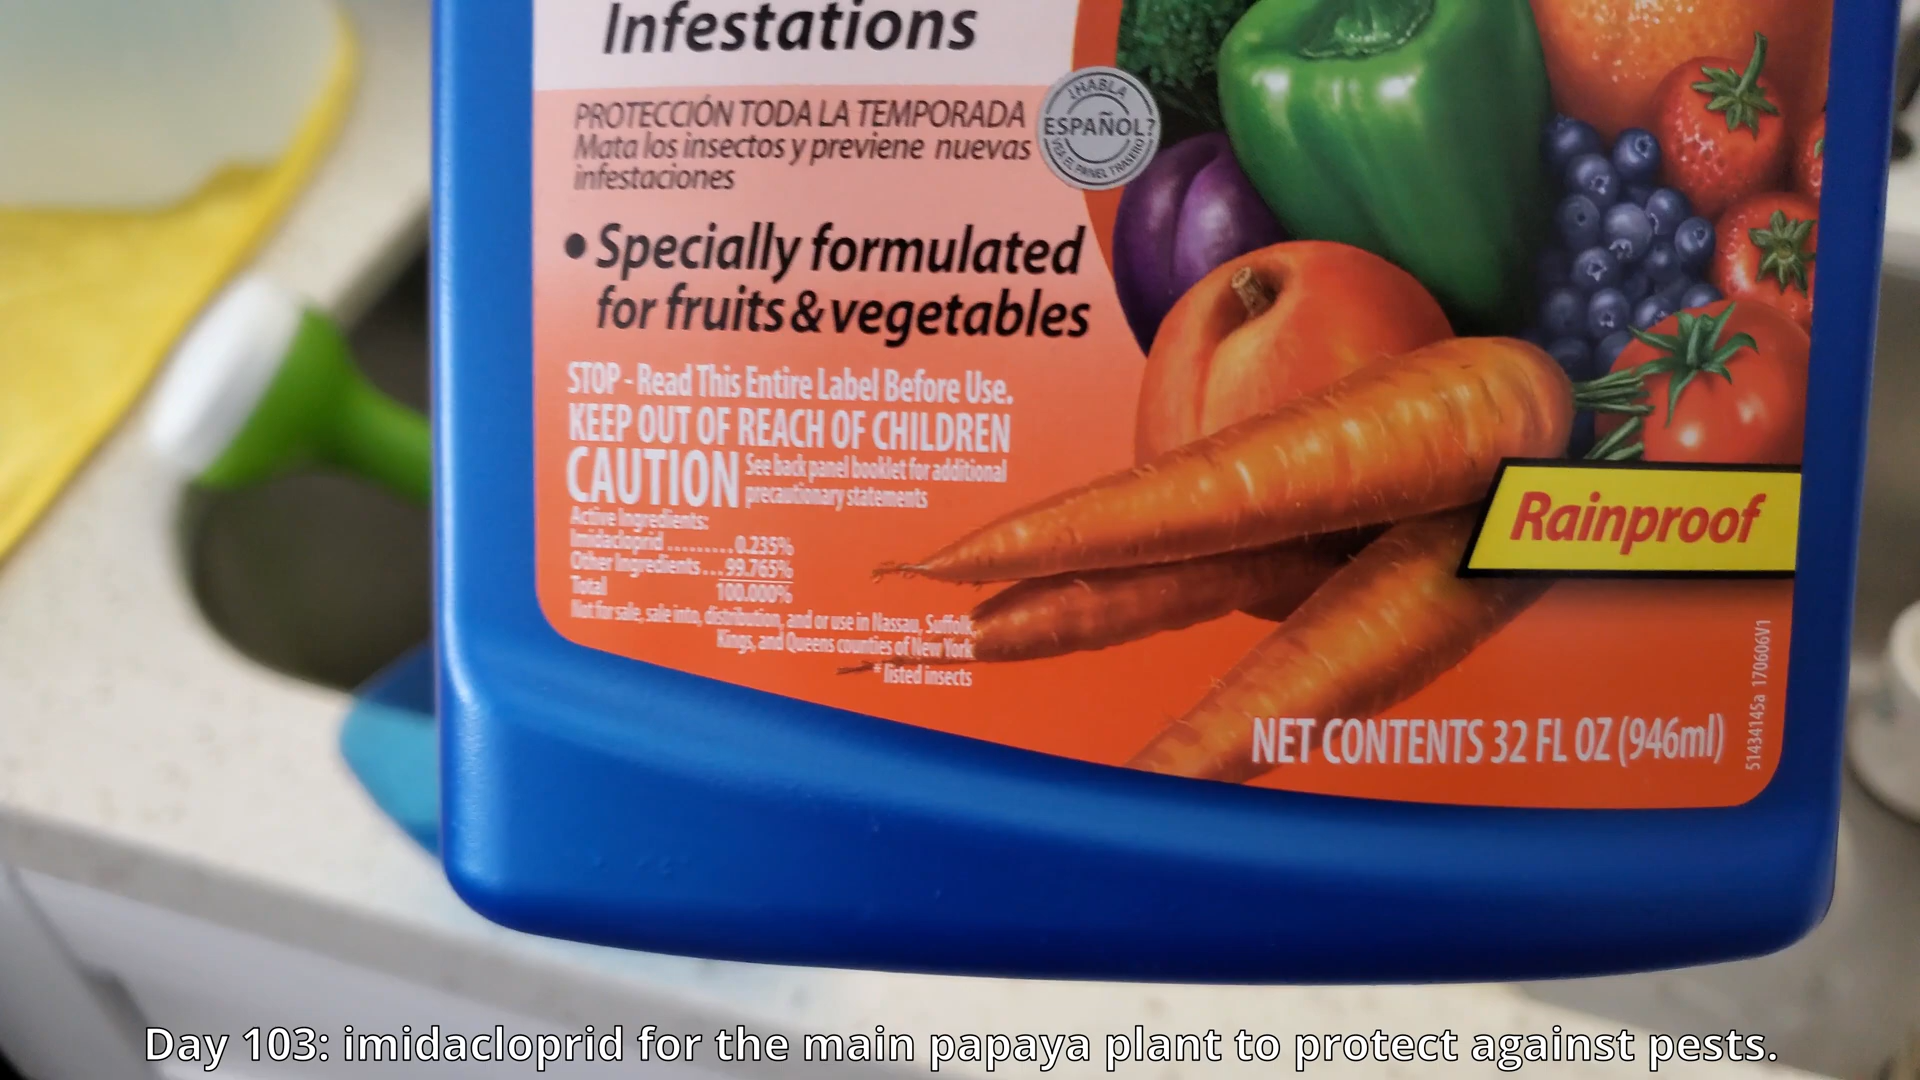 Infestations
PROTECCIÓN TODA LA TEMPORADA
Mata los insectos y previene nuevas
infestaciones
¿HABLA
ESPAÑOL?
VEA EL PANEL TRASERO
• Specially formulated
for fruits & vegetables
STOP - Read This Entire Label Before Use.
KEEP OUT OF REACH OF CHILDREN
CAUTION See back panel booklet for additional
precautionary statements
Active Ingredients:
Imidacloprid ......... 0.235%
Other Ingredients ... 99.765%
Total 100.000%
Not for sale, sale into, distribution, and or use in Nassau, Suffolk,
Kings, and Queens counties of New York
* listed insects
Rainproof
NET CONTENTS 32 FL OZ (946ml)
51434145a 170606V1
Day 103: imidacloprid for the main papaya plant to protect against pests.